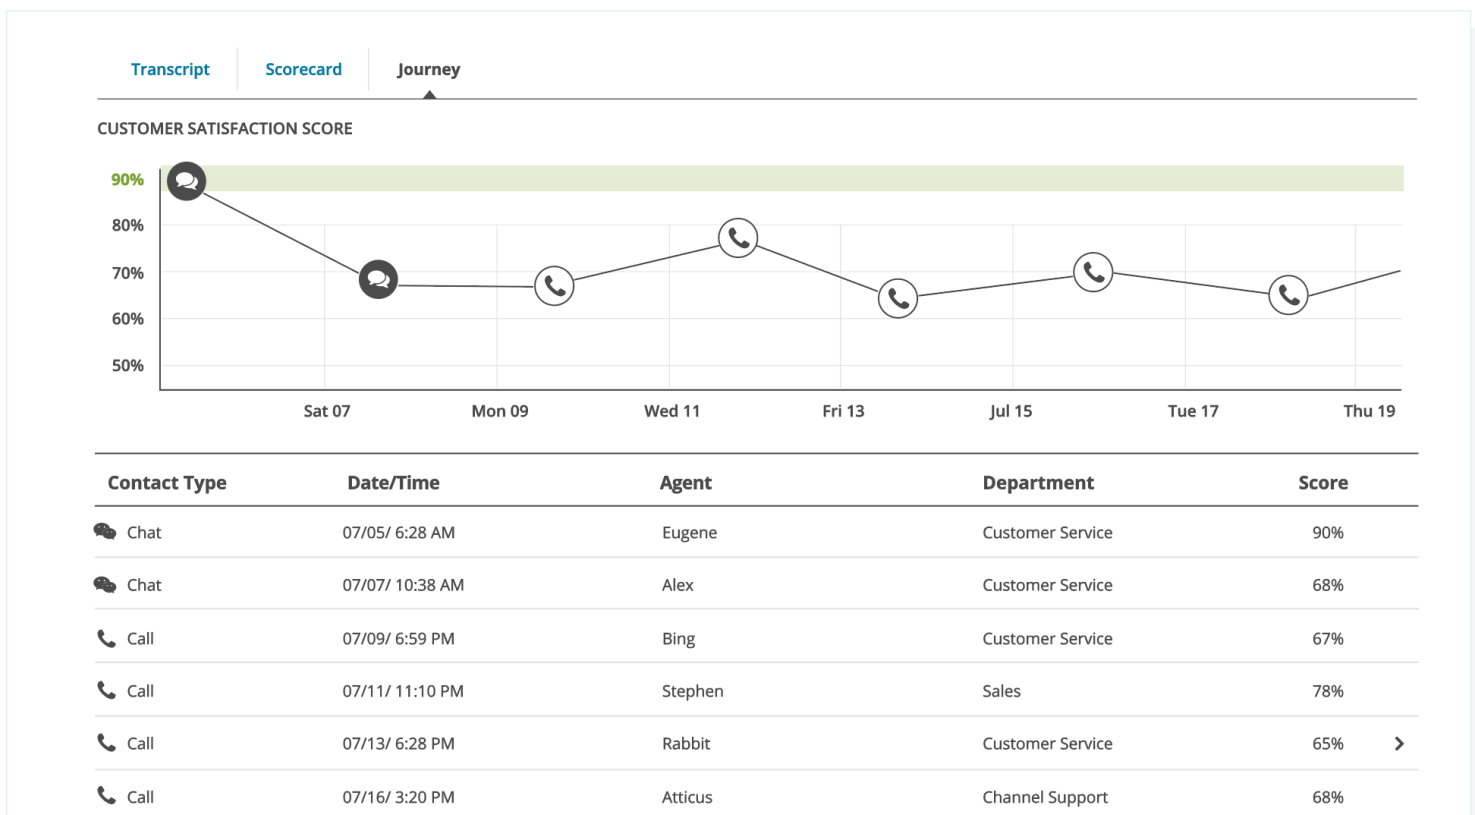 Transcript Scorecard Journey
CUSTOMER SATISFACTION SCORE
90%
80%
70%
60%
50%
Sat 07 Mon 09 Wed 11 Fri 13 Jul 15 Tue 17 Thu 19
Contact Type Date/Time Agent Department Score
Chat 07/05/ 6:28 AM Eugene Customer Service 90%
Chat 07/07/ 10:38 AM Alex Customer Service 68%
Call 07/09/ 6:59 PM Bing Customer Service 67%
Call 07/11/ 11:10 PM Stephen Sales 78%
Call 07/13/ 6:28 PM Rabbit Customer Service 65%
Call 07/16/ 3:20 PM Atticus Channel Support 68%